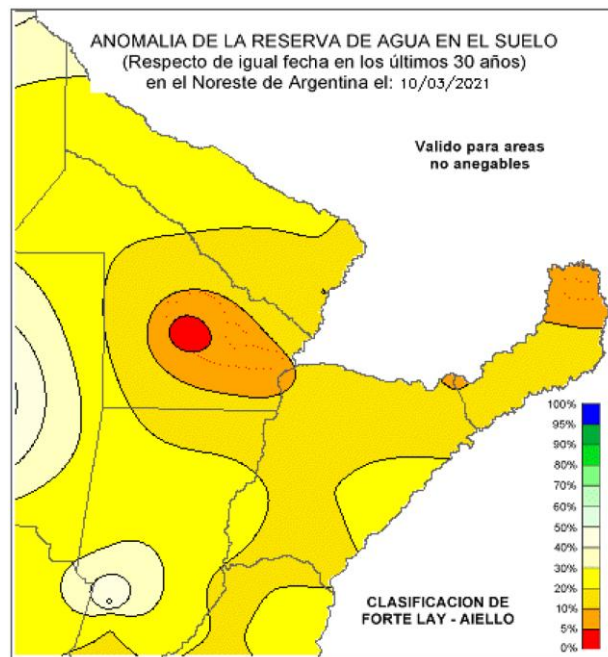 ANOMALIA DE LA RESERVA DE AGUA EN EL SUELO
(Respecto de igual fecha en los últimos 30 años)
en el Noreste de Argentina el: 10/03/2021
Valido para areas
no anegables
100%
95%
90%
80%
70%
60%
50%
40%
30%
20%
10%
5%
0%
CLASIFICACION DE
FORTE LAY - AIELLO